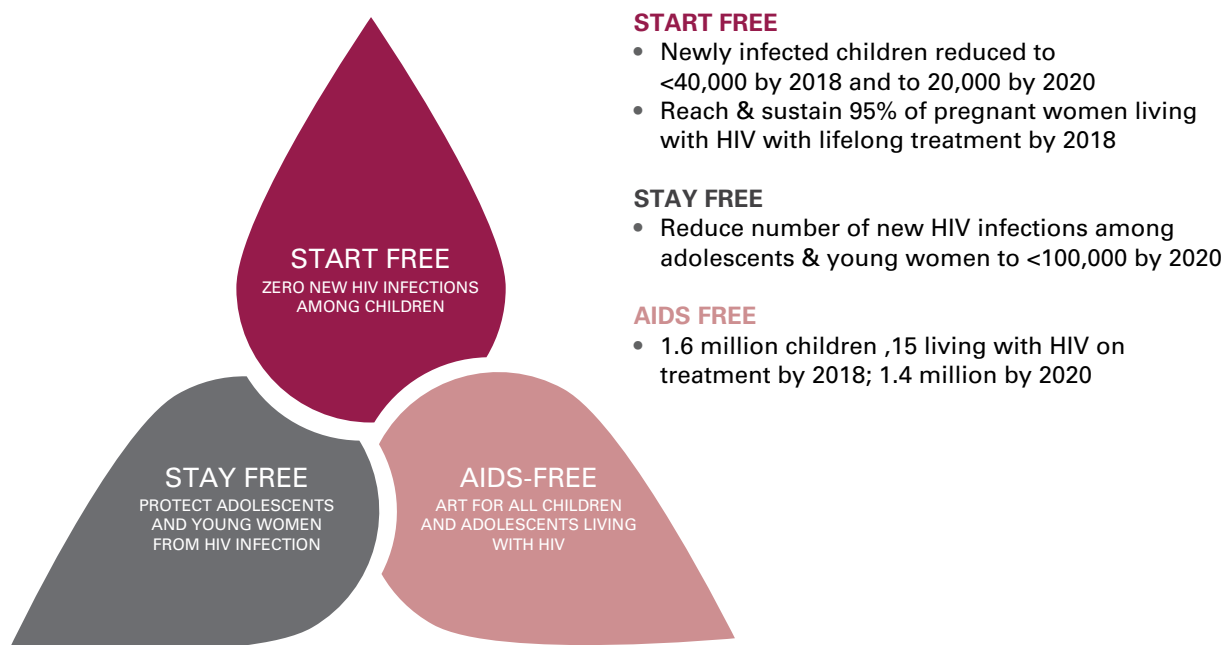 START FREE
ZERO NEW HIV INFECTIONS
AMONG CHILDREN
STAY FREE
PROTECT ADOLESCENTS
AND YOUNG WOMEN
FROM HIV INFECTION
AIDS-FREE
ART FOR ALL CHILDREN
AND ADOLESCENTS LIVING
WITH HIV
START FREE
• Newly infected children reduced to
<40,000 by 2018 and to 20,000 by 2020
• Reach & sustain 95% of pregnant women living
with HIV with lifelong treatment by 2018
STAY FREE
• Reduce number of new HIV infections among
adolescents & young women to <100,000 by 2020
AIDS FREE
• 1.6 million children ,15 living with HIV on
treatment by 2018; 1.4 million by 2020